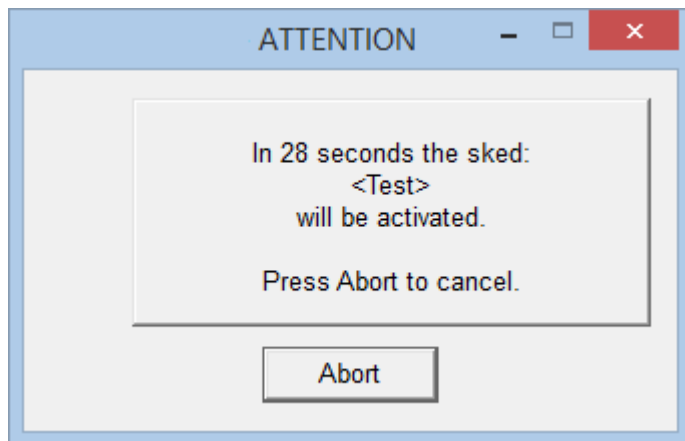 ATTENTION
In 28 seconds the sked:
<Test>
will be activated.
Press Abort to cancel.
Abort